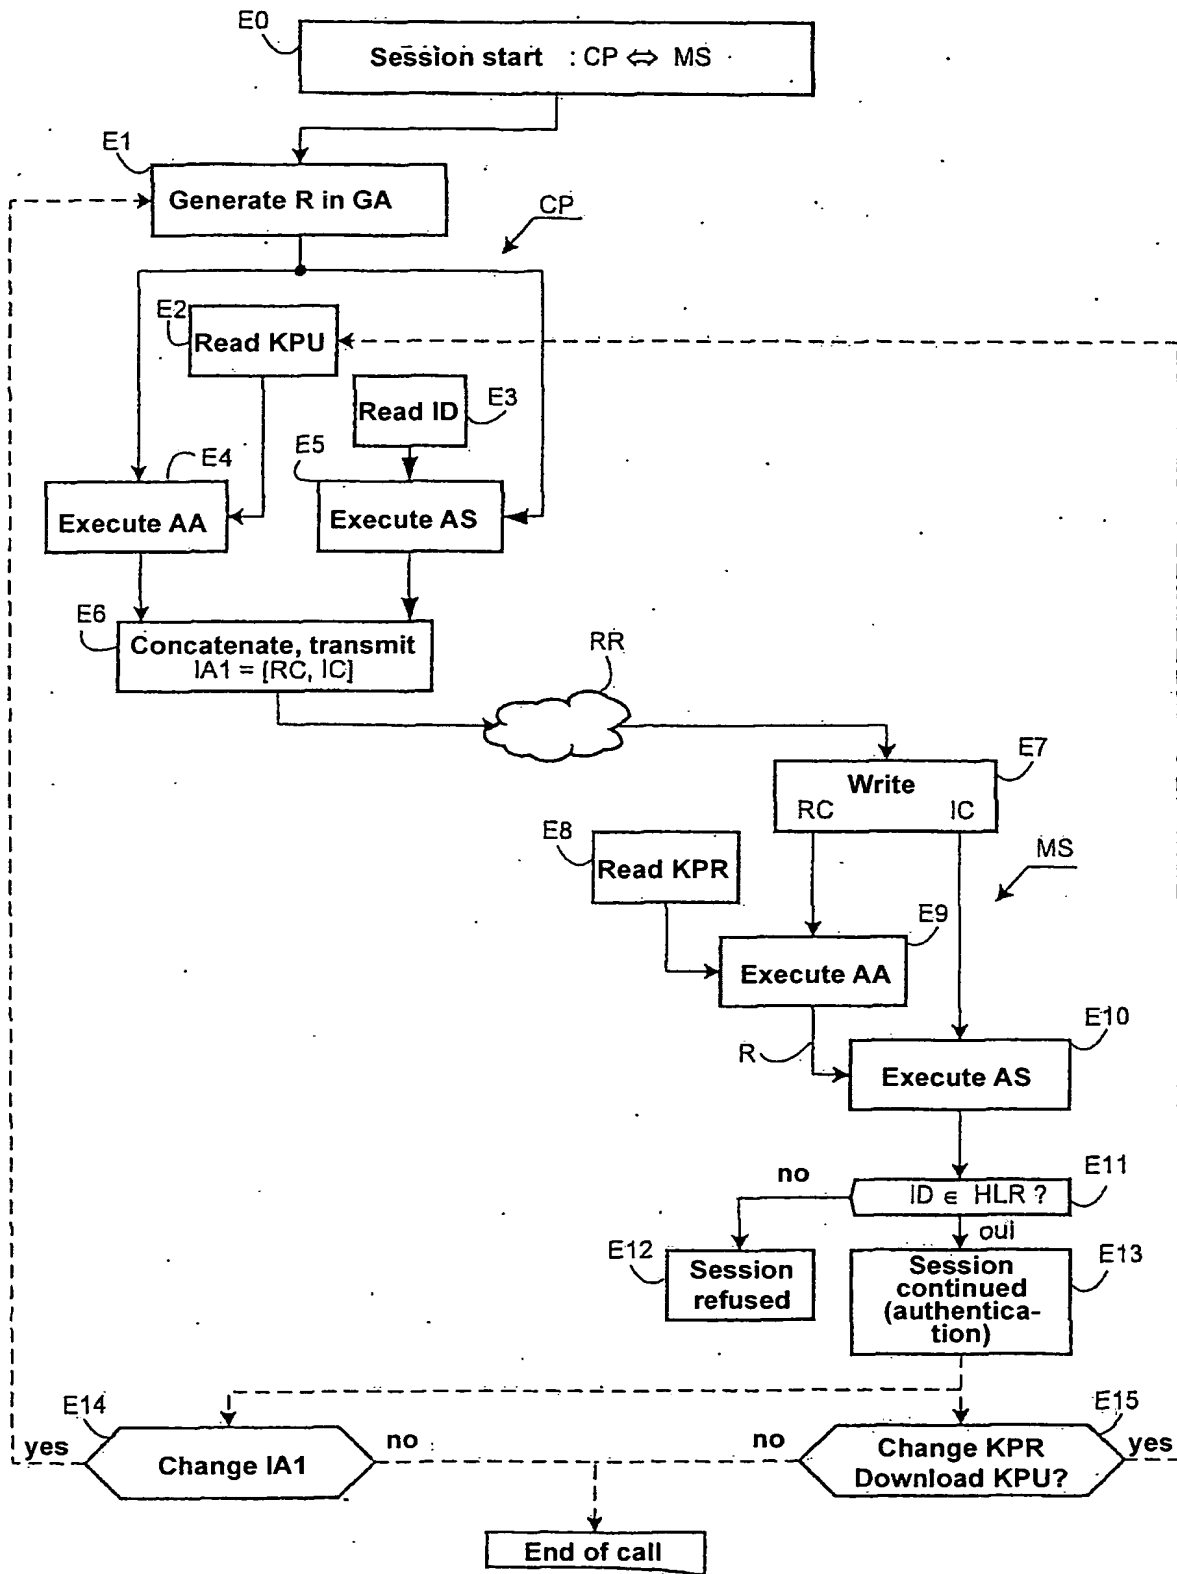 E0
Session start : CP ⇔ MS
E1
Generate R in GA
CP
E2
Read KPU
Read ID
E3
E4
E5
Execute AA
Execute AS
E6
Concatenate, transmit
IA1 = [RC, IC]
RR
E7
Write
RC IC
E8
Read KPR
MS
E9
Execute AA
R
E10
Execute AS
no
ID ∈ HLR ?
E11
oui
E12
Session
refused
Session
continued
(authentica-
tion)
E13
E14
yes
Change IA1
no
no
Change KPR
Download KPU?
E15
yes
End of call